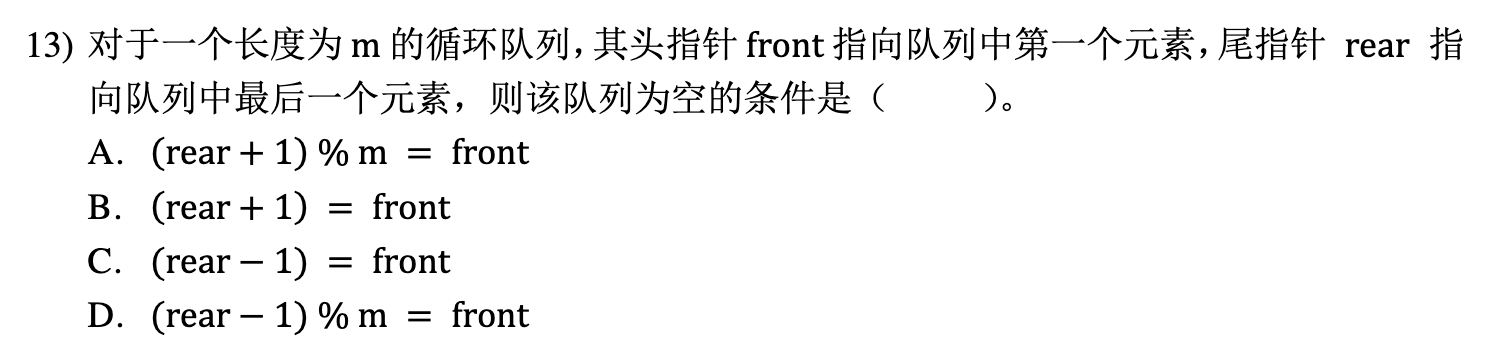 13) 对于一个长度为 m 的循环队列，其头指针 front 指向队列中第一个元素，尾指针 rear 指
向队列中最后一个元素，则该队列为空的条件是（ ）。
A. (rear + 1) % m = front
B. (rear + 1) = front
C. (rear − 1) = front
D. (rear − 1) % m = front